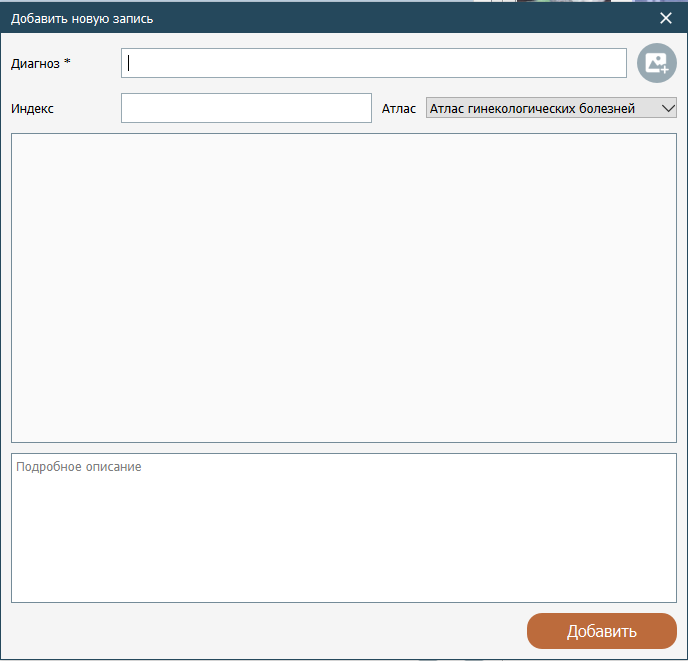 Добавить новую запись
Диагноз *
Индекс
Атлас
Атлас гинекологических болезней
Подробное описание
Добавить